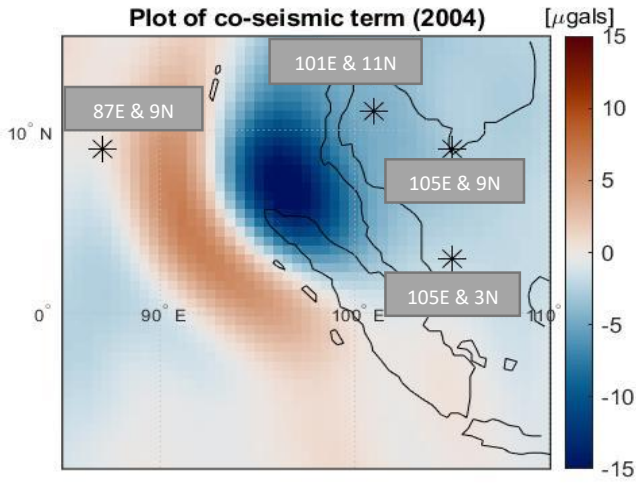 Plot of co-seismic term (2004)
[μgals]
15
101E & 11N
10
87E & 9N
10° N
5
105E & 9N
0
105E & 3N
0°
90° E
100° E
110°
-5
-10
-15